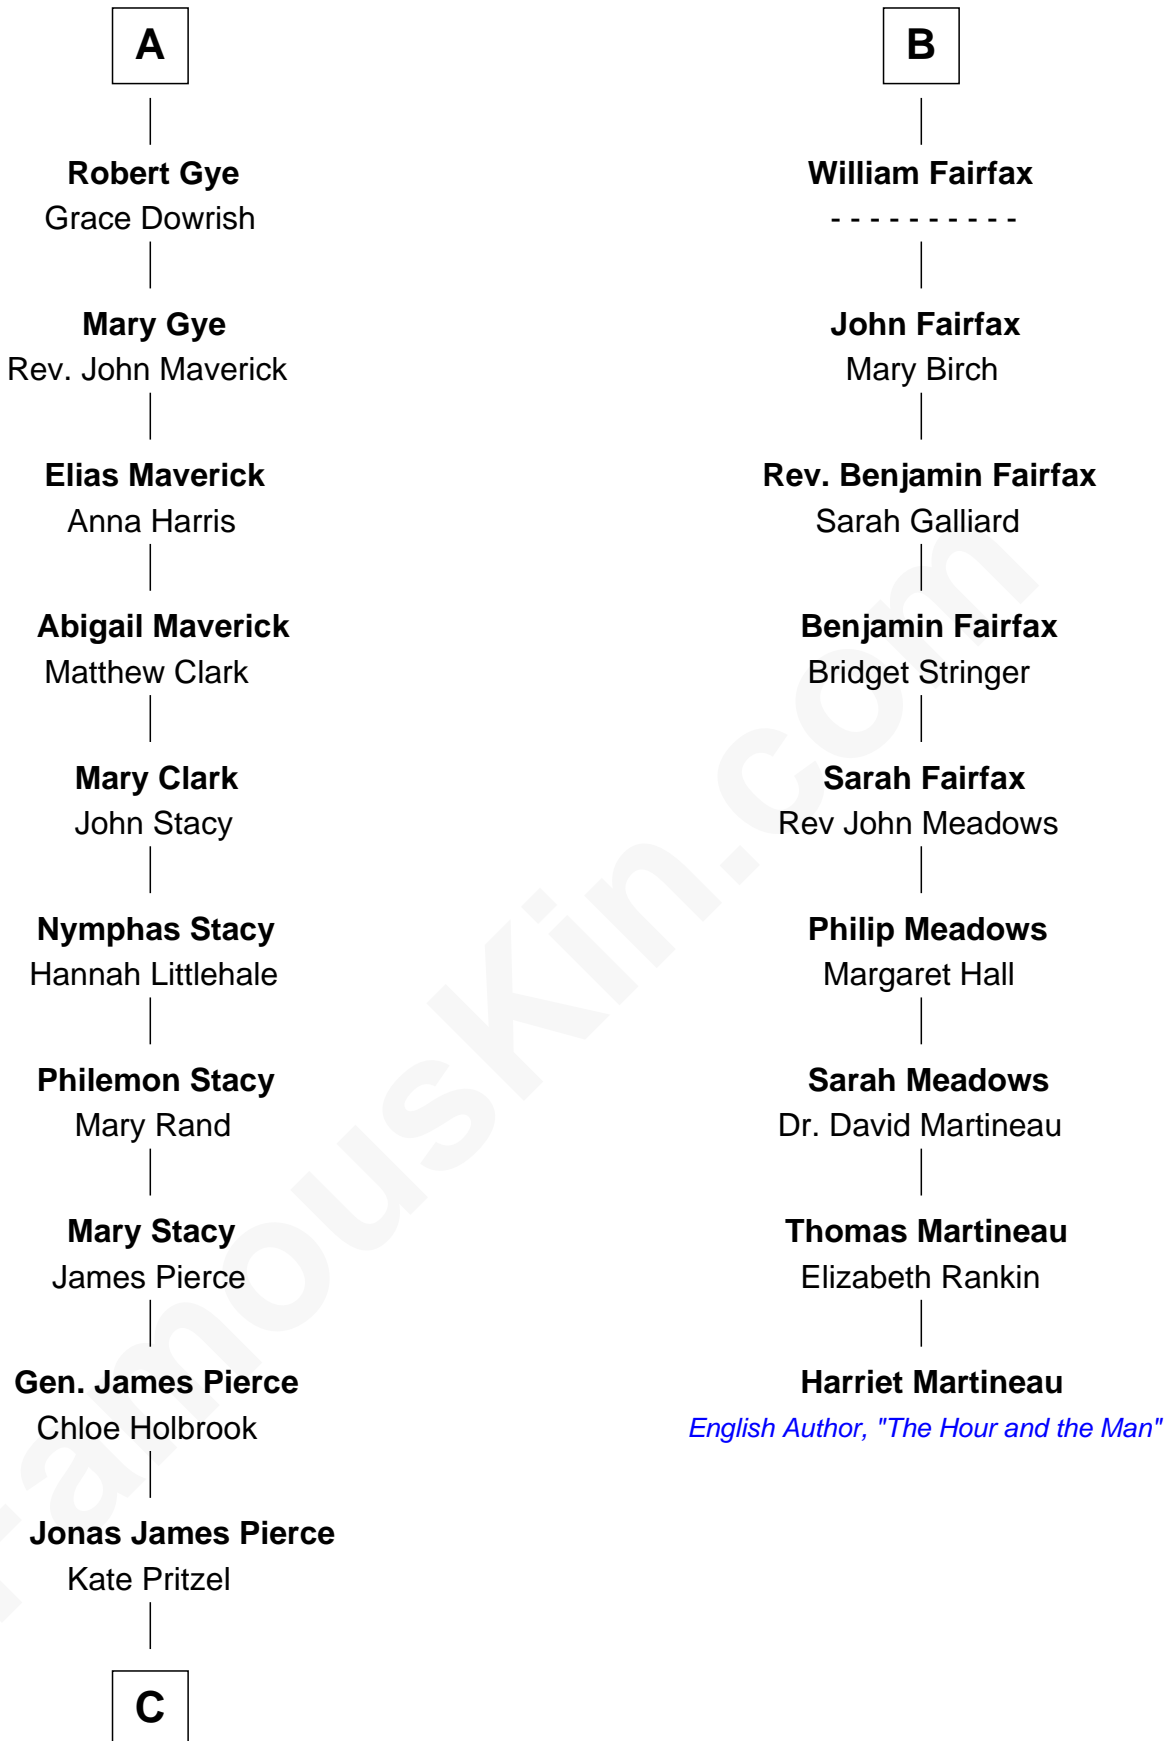 A
Robert Gye
Grace Dowrish
Mary Gye
Rev. John Maverick
Elias Maverick
Anna Harris
Abigail Maverick
Matthew Clark
Mary Clark
John Stacy
Nymphas Stacy
Hannah Littlehale
Philemon Stacy
Mary Rand
Mary Stacy
James Pierce
Gen. James Pierce
Chloe Holbrook
Jonas James Pierce
Kate Pritzel
C
B
William Fairfax
- - - - - - - - - -
John Fairfax
Mary Birch
Rev. Benjamin Fairfax
Sarah Galliard
Benjamin Fairfax
Bridget Stringer
Sarah Fairfax
Rev John Meadows
Philip Meadows
Margaret Hall
Sarah Meadows
Dr. David Martineau
Thomas Martineau
Elizabeth Rankin
Harriet Martineau
English Author, "The Hour and the Man"
FamousKin.com